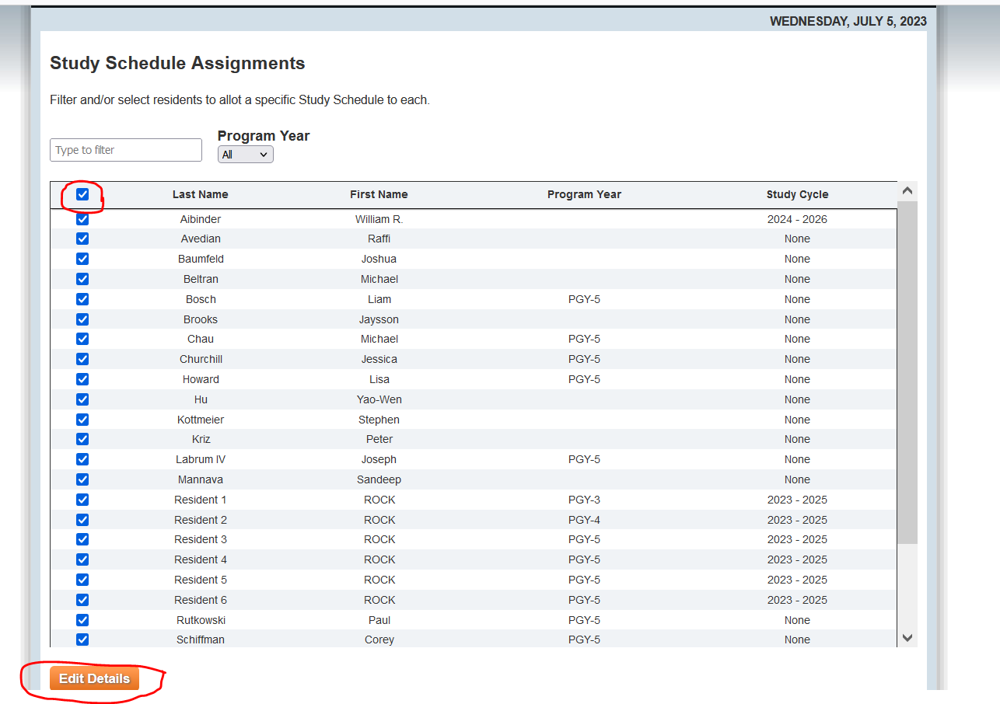 WEDNESDAY, JULY 5, 2023
Study Schedule Assignments
Filter and/or select residents to allot a specific Study Schedule to each.
Program Year
Type to filter
All
Last Name First Name Program Year Study Cycle
Aibinder William R. 2024 - 2026
Avedian Raffi None
Baumfeld Joshua None
Beltran Michael None
Bosch Liam PGY-5 None
Brooks Jaysson None
Chau Michael PGY-5 None
Churchill Jessica PGY-5 None
Howard Lisa PGY-5 None
Hu Yao-Wen None
Kottmeier Stephen None
Kriz Peter None
Labrum IV Joseph PGY-5 None
Mannava Sandeep None
Resident 1 ROCK PGY-3 2023 - 2025
Resident 2 ROCK PGY-4 2023 - 2025
Resident 3 ROCK PGY-5 2023 - 2025
Resident 4 ROCK PGY-5 2023 - 2025
Resident 5 ROCK PGY-5 2023 - 2025
Resident 6 ROCK PGY-5 2023 - 2025
Rutkowski Paul PGY-5 None
Schiffman Corey PGY-5 None
Edit Details